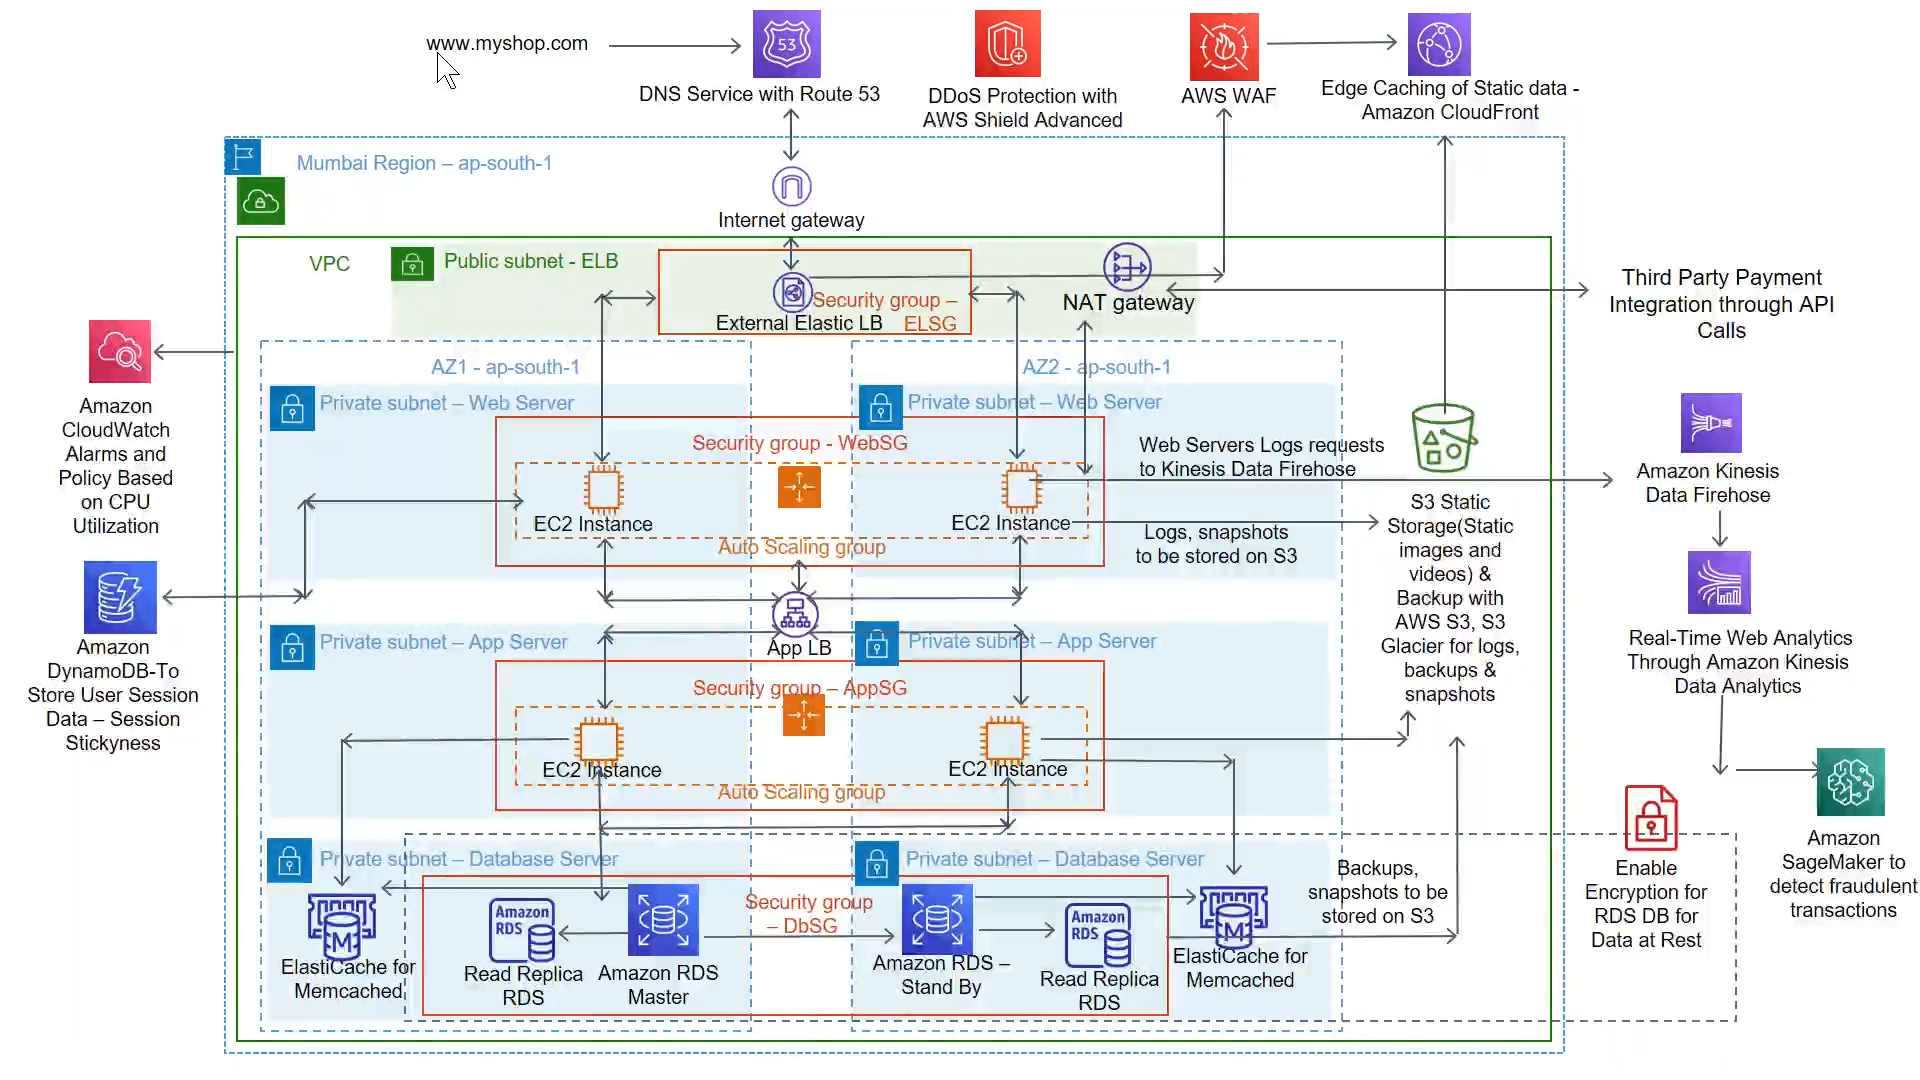 www.myshop.com
53
DNS Service with Route 53
DDoS Protection with
AWS Shield Advanced
AWS WAF
Edge Caching of Static data -
Amazon CloudFront
Mumbai Region – ap-south-1
Internet gateway
VPC
Public subnet - ELB
Security group –
ELSG
External Elastic LB
NAT gateway
Third Party Payment
Integration through API
Calls
AZ1 - ap-south-1
AZ2 - ap-south-1
Private subnet – Web Server
Private subnet – Web Server
Amazon
CloudWatch
Alarms and
Policy Based
on CPU
Utilization
Security group - WebSG
Web Servers Logs requests
to Kinesis Data Firehose
Amazon Kinesis
Data Firehose
EC2 Instance
EC2 Instance
Auto Scaling group
Logs, snapshots
to be stored on S3
S3 Static
Storage(Static
images and
videos) &
Backup with
AWS S3, S3
Glacier for logs,
backups &
snapshots
Amazon
DynamoDB-To
Store User Session
Data – Session
Stickyness
Private subnet – App Server
App LB
Private subnet – App Server
Real-Time Web Analytics
Through Amazon Kinesis
Data Analytics
Security group – AppSG
EC2 Instance
EC2 Instance
Auto Scaling group
Private subnet – Database Server
Private subnet – Database Server
Backups,
snapshots to be
stored on S3
Enable
Encryption for
RDS DB for
Data at Rest
Amazon
SageMaker to
detect fraudulent
transactions
M
ElastiCache for
Memcached
Amazon
RDS
Read Replica
RDS
Amazon RDS
Master
Security group
– DbSG
Amazon RDS –
Stand By
Amazon
RDS
Read Replica
RDS
M
ElastiCache for
Memcached